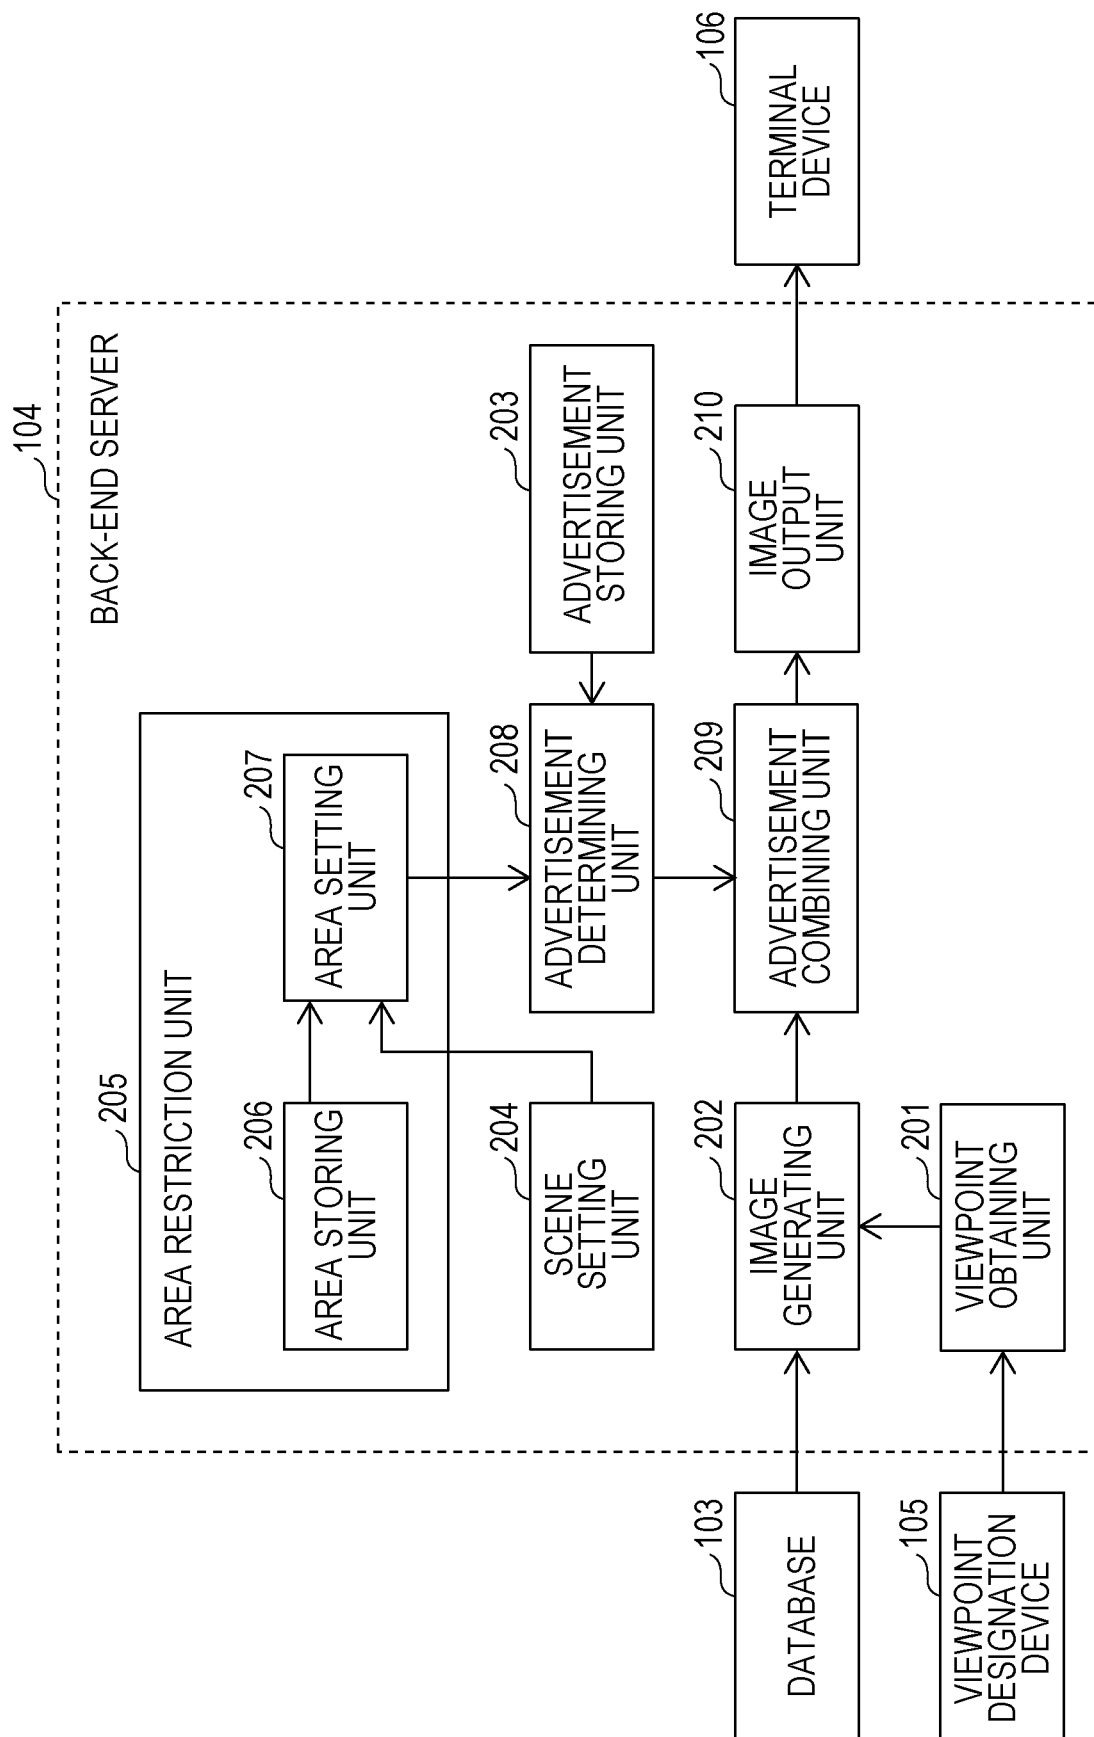 104
BACK-END SERVER
205
AREA RESTRICTION UNIT
206
AREA STORING
UNIT
207
AREA SETTING
UNIT
204
SCENE
SETTING
UNIT
208
ADVERTISEMENT
DETERMINING
UNIT
203
ADVERTISEMENT
STORING UNIT
103
DATABASE
202
IMAGE
GENERATING
UNIT
209
ADVERTISEMENT
COMBINING UNIT
210
IMAGE
OUTPUT
UNIT
106
TERMINAL
DEVICE
105
VIEWPOINT
DESIGNATION
DEVICE
201
VIEWPOINT
OBTAINING
UNIT